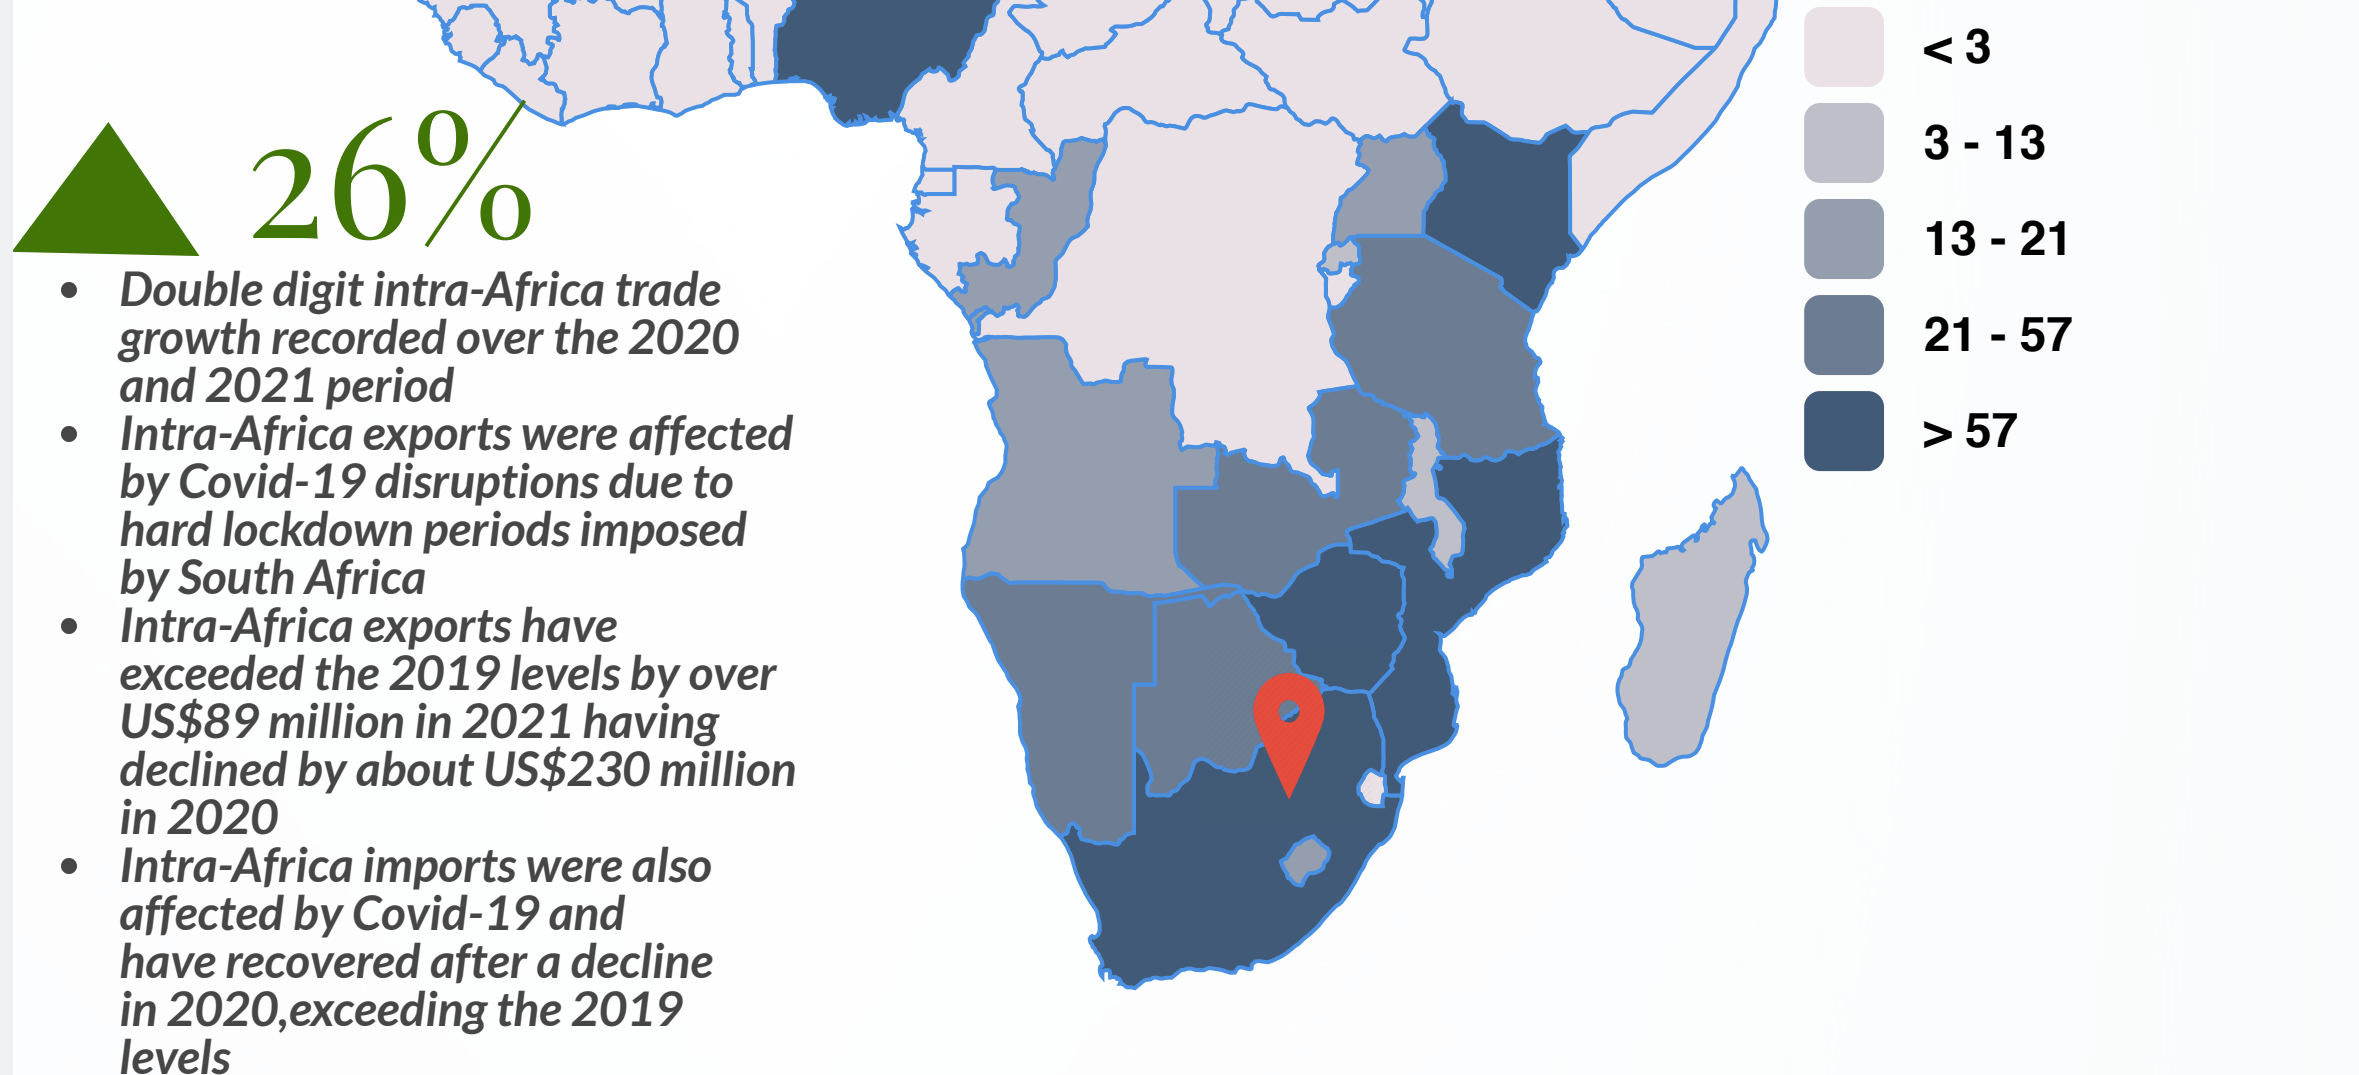 26%
• Double digit intra-Africa trade
growth recorded over the 2020
and 2021 period
• Intra-Africa exports were affected
by Covid-19 disruptions due to
hard lockdown periods imposed
by South Africa
• Intra-Africa exports have
exceeded the 2019 levels by over
US$89 million in 2021 having
declined by about US$230 million
in 2020
• Intra-Africa imports were also
affected by Covid-19 and
have recovered after a decline
in 2020,exceeding the 2019
levels
< 3
3 - 13
13 - 21
21 - 57
> 57